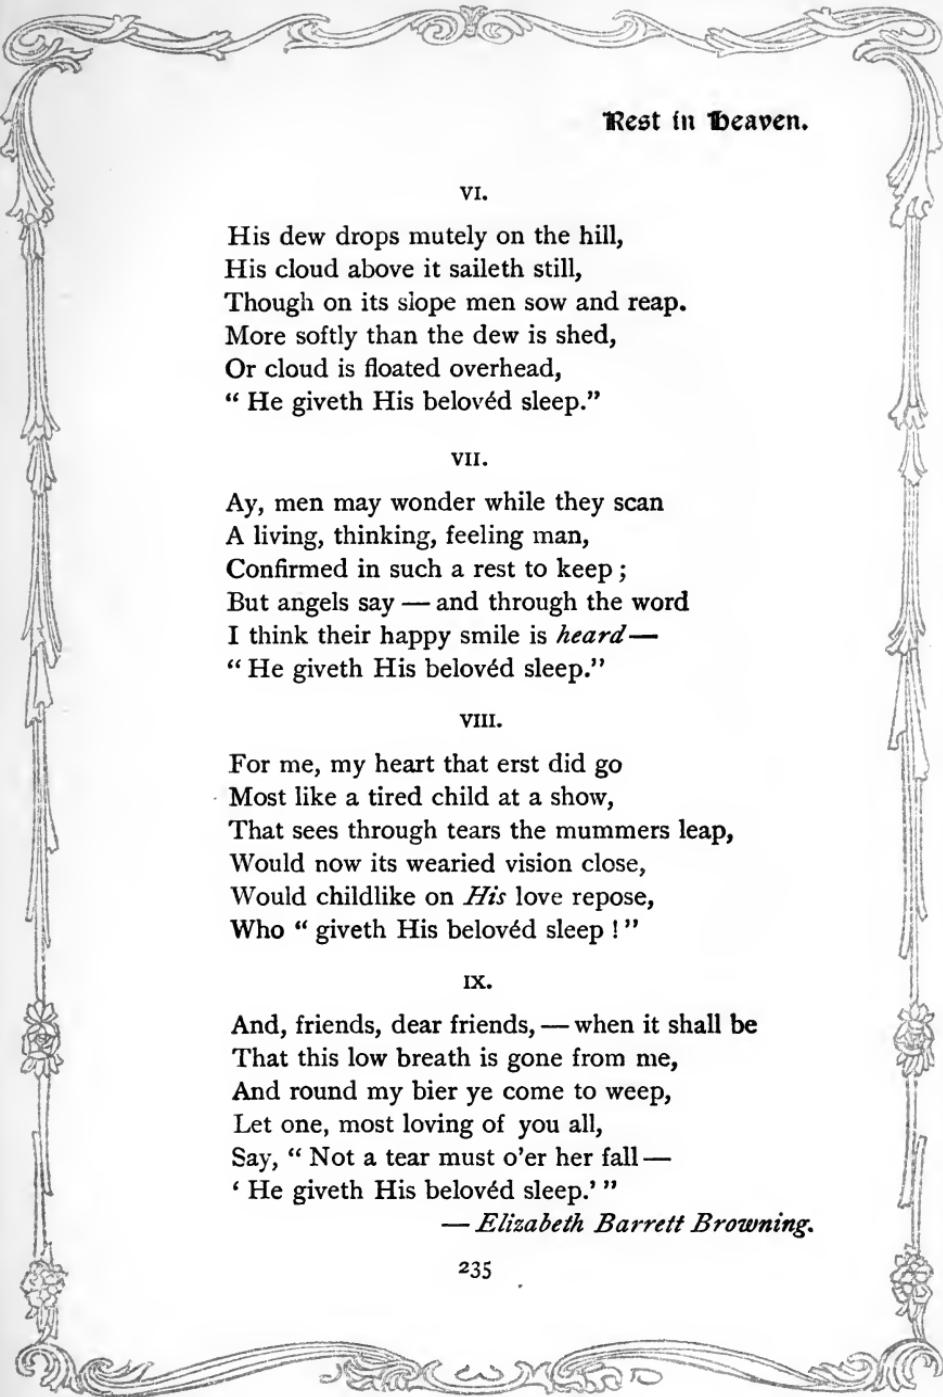 Rest in Heaven.
VI.
His dew drops mutely on the hill,
His cloud above it saileth still,
Though on its slope men sow and reap.
More softly than the dew is shed,
Or cloud is floated overhead,
“ He giveth His belovéd sleep.”
VII.
Ay, men may wonder while they scan
A living, thinking, feeling man,
Confirmed in such a rest to keep ;
But angels say — and through the word
I think their happy smile is heard —
“ He giveth His belovéd sleep.”
VIII.
For me, my heart that erst did go
Most like a tired child at a show,
That sees through tears the mummers leap,
Would now its wearied vision close,
Would childlike on His love repose,
Who “ giveth His belovéd sleep ! ”
IX.
And, friends, dear friends, — when it shall be
That this low breath is gone from me,
And round my bier ye come to weep,
Let one, most loving of you all,
Say, “ Not a tear must o’er her fall —
‘ He giveth His belovéd sleep.’ ”
— Elizabeth Barrett Browning.
235